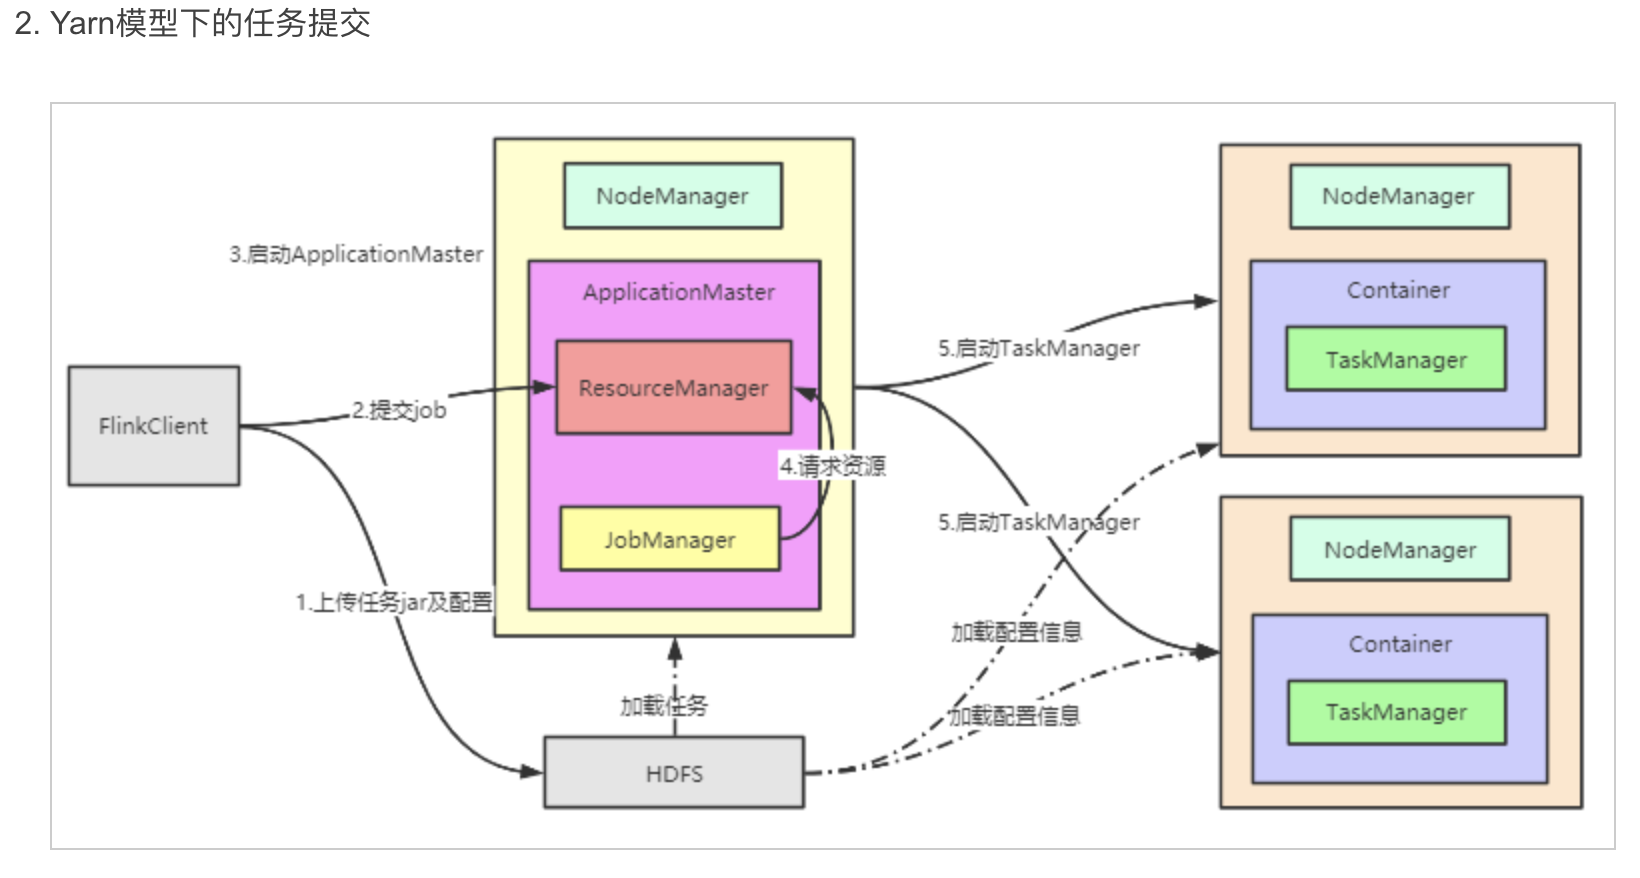 2. Yarn模型下的任务提交
NodeManager
3.启动ApplicationMaster
ApplicationMaster
ResourceManager
FlinkClient
2.提交job
4.请求资源
JobManager
1.上传任务jar及配置
加载任务
HDFS
5.启动TaskManager
5.启动TaskManager
加载配置信息
加载配置信息
NodeManager
Container
TaskManager
NodeManager
Container
TaskManager